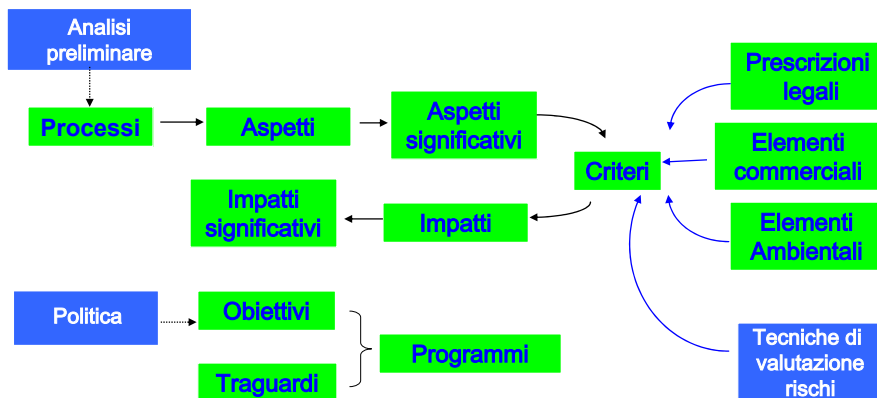 Analisi
preliminare
Processi
Aspetti
Aspetti
significativi
Criteri
Prescrizioni
legali
Elementi
commerciali
Elementi
Ambientali
Impatti
significativi
Impatti
Politica
Obiettivi
Traguardi
Programmi
Tecniche di
valutazione
rischi